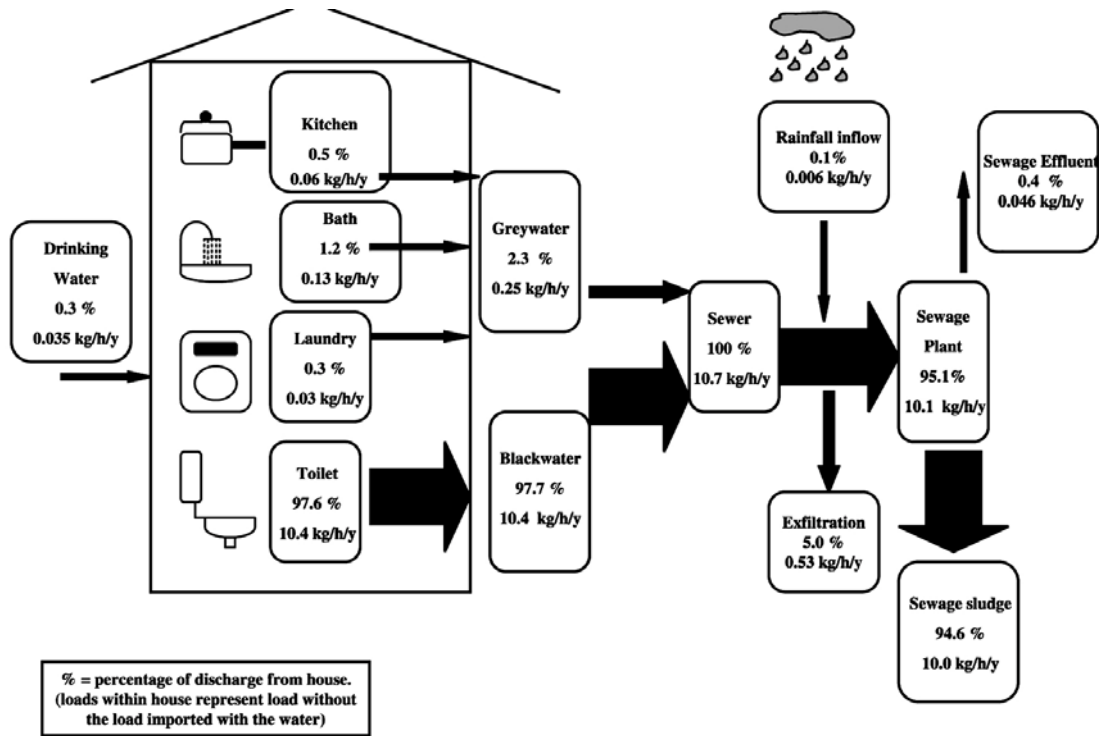 Kitchen
0.5 %
0.06 kg/h/y
Bath
1.2 %
0.13 kg/h/y
Drinking
Water
0.3 %
0.035 kg/h/y
Laundry
0.3 %
0.03 kg/h/y
Toilet
97.6 %
10.4 kg/h/y
Greywater
2.3 %
0.25 kg/h/y
Blackwater
97.7 %
10.4 kg/h/y
Sewer
100 %
10.7 kg/h/y
Rainfall inflow
0.1%
0.006 kg/h/y
Exfiltration
5.0 %
0.53 kg/h/y
Sewage Effluent
0.4 %
0.046 kg/h/y
Sewage
Plant
95.1%
10.1 kg/h/y
Sewage sludge
94.6 %
10.0 kg/h/y
% = percentage of discharge from house.
(loads within house represent load without
the load imported with the water)